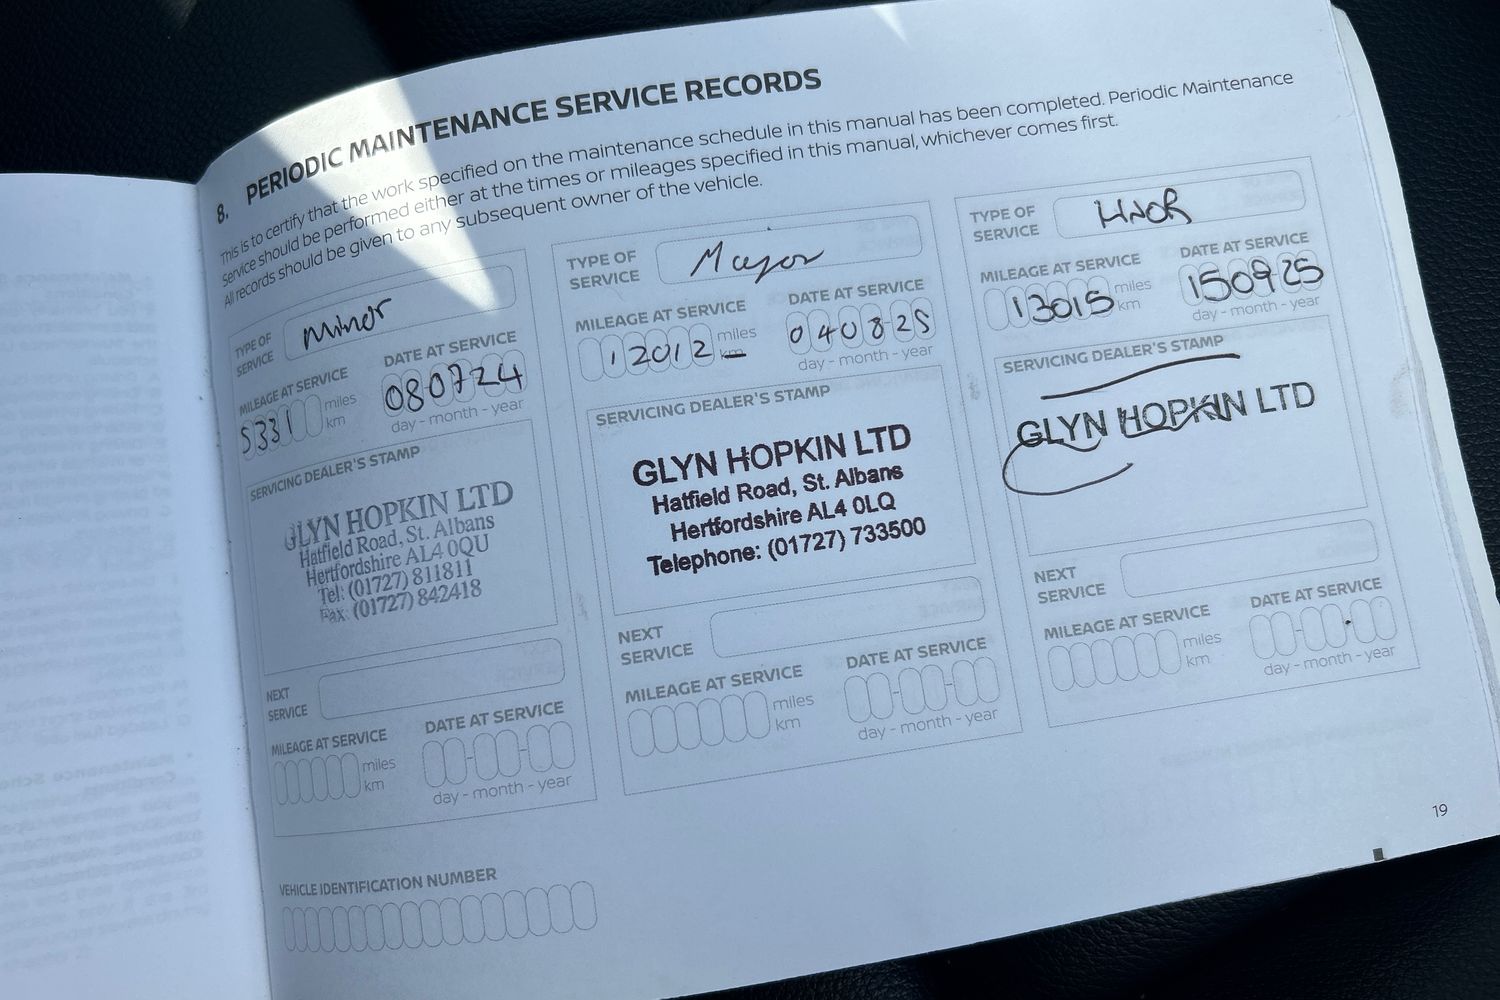 8. PERIODIC MAINTENANCE SERVICE RECORDS
This is to certify that the work specified on the maintenance schedule in this manual has been completed. Periodic Maintenance
Service should be performed either at the times or mileages specified in this manual, whichever comes first.
All records should be given to any subsequent owner of the vehicle.
TYPE OF
SERVICE
Minor
MILEAGE AT SERVICE
5331
miles
km
DATE AT SERVICE
080724
day - month - year
SERVICING DEALER'S STAMP
GLYN HOPKIN LTD
Hatfield Road, St. Albans
Hertfordshire AL4 0QU
Tel: (01727) 811811
Fax: (01727) 842418
NEXT
SERVICE
MILEAGE AT SERVICE
miles
km
DATE AT SERVICE
day - month - year
TYPE OF
SERVICE
Major
MILEAGE AT SERVICE
12012
miles
km
DATE AT SERVICE
040825
day - month - year
SERVICING DEALER'S STAMP
GLYN HOPKIN LTD
Hatfield Road, St. Albans
Hertfordshire AL4 0LQ
Telephone: (01727) 733500
NEXT
SERVICE
MILEAGE AT SERVICE
miles
km
DATE AT SERVICE
day - month - year
TYPE OF
SERVICE
MILEAGE AT SERVICE
13015
miles
km
DATE AT SERVICE
150925
day - month - year
SERVICING DEALER'S STAMP
GLYN HOPKIN LTD
NEXT
SERVICE
MILEAGE AT SERVICE
miles
km
DATE AT SERVICE
day - month - year
VEHICLE IDENTIFICATION NUMBER
19